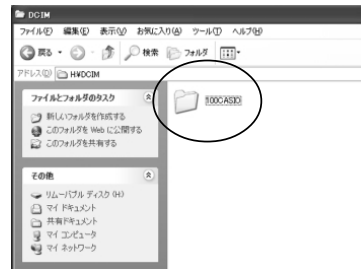 DCIM
ファイル(F) 編集(E) 表示(V) お気に入り(A) ツール(T) ヘルプ(H)
戻る 検索 フォルダ
アドレス(D) H:¥DCIM
ファイルとフォルダのタスク
新しいフォルダを作成する
このフォルダを Web に公開する
このフォルダを共有する
100CASIO
その他
リムーバブル ディスク (H:)
マイ ドキュメント
共有ドキュメント
マイ コンピュータ
マイ ネットワーク